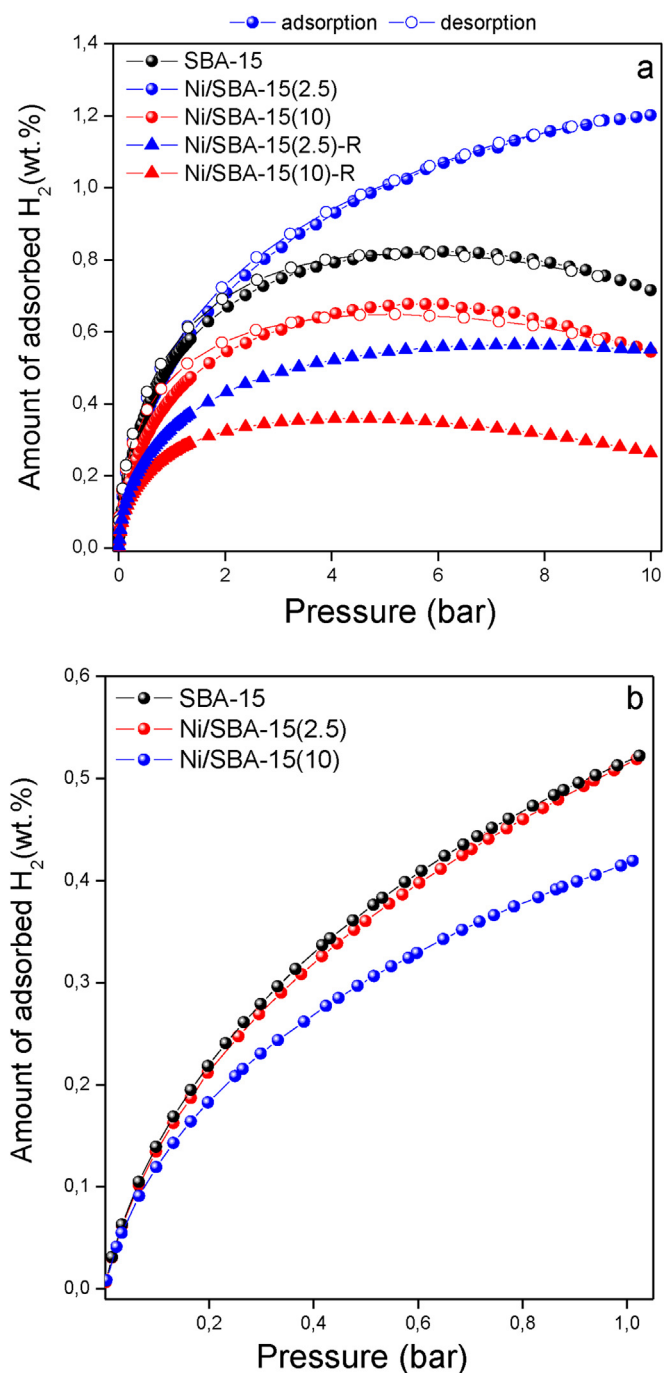 adsorption desorption
1,4
1,2
1,0
0,8
0,6
0,4
0,2
0,0
Amount of adsorbed H₂(wt.%)
SBA-15
Ni/SBA-15(2.5)
Ni/SBA-15(10)
Ni/SBA-15(2.5)-R
Ni/SBA-15(10)-R
a
0 2 4 6 8 10
Pressure (bar)
0,6
0,5
0,4
0,3
0,2
0,1
0,0
Amount of adsorbed H₂(wt.%)
SBA-15
Ni/SBA-15(2.5)
Ni/SBA-15(10)
b
0,2 0,4 0,6 0,8 1,0
Pressure (bar)